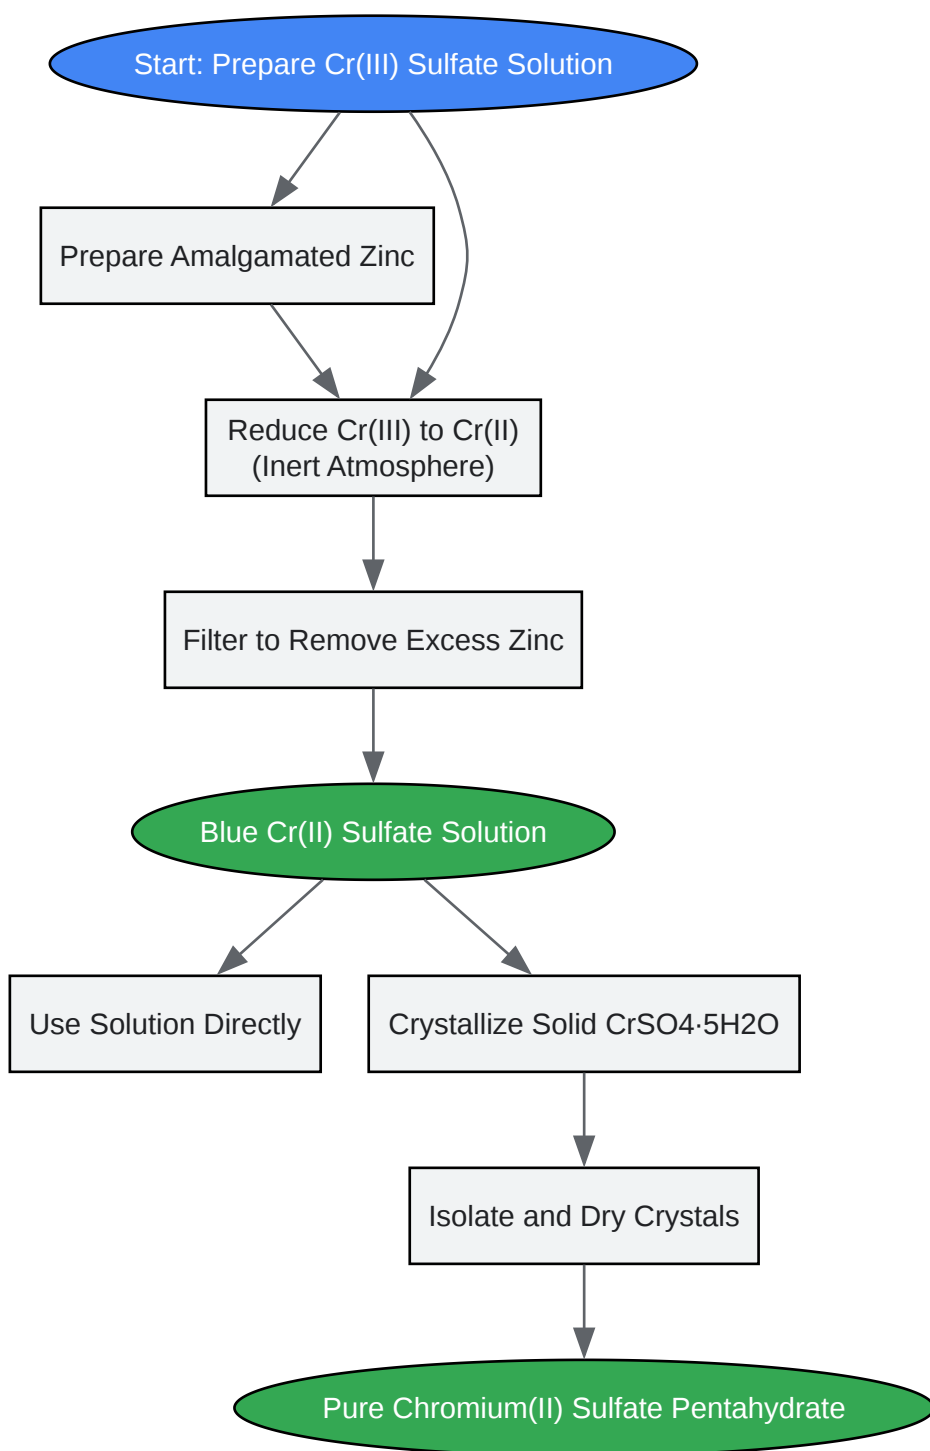 Start: Prepare Cr(III) Sulfate Solution
Prepare Amalgamated Zinc
Reduce Cr(III) to Cr(II)
(Inert Atmosphere)
Filter to Remove Excess Zinc
Blue Cr(II) Sulfate Solution
Use Solution Directly
Crystallize Solid CrSO4·5H2O
Isolate and Dry Crystals
Pure Chromium(II) Sulfate Pentahydrate